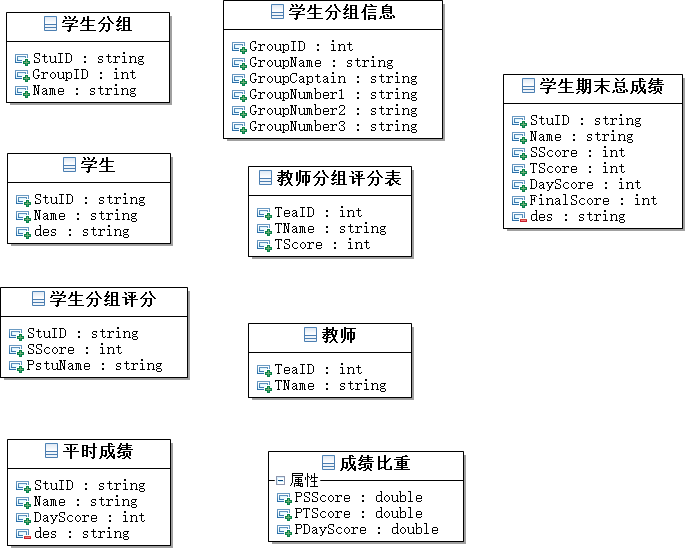 学生分组
StuID : string
GroupID : int
Name : string
学生分组信息
GroupID : int
GroupName : string
GroupCaptain : string
GroupNumber1 : string
GroupNumber2 : string
GroupNumber3 : string
学生期末总成绩
StuID : string
Name : string
SScore : int
TScore : int
DayScore : int
FinalScore : int
des : string
学生
StuID : string
Name : string
des : string
教师分组评分表
TeaID : int
TName : string
TScore : int
学生分组评分
StuID : string
SScore : int
PstuName : string
教师
TeaID : int
TName : string
平时成绩
StuID : string
Name : string
DayScore : int
des : string
成绩比重
属性
PSScore : double
PTScore : double
PDayScore : double